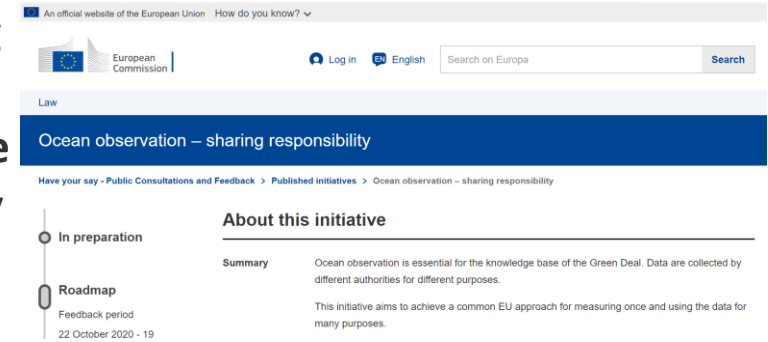 An official website of the European Union How do you know?
European
Commission
Log in EN English Search on Europa Search
Law
Ocean observation – sharing responsibility
Have your say - Public Consultations and Feedback > Published initiatives > Ocean observation – sharing responsibility
In preparation
Roadmap
Feedback period
22 October 2020 - 19
About this initiative
Summary
Ocean observation is essential for the knowledge base of the Green Deal. Data are collected by
different authorities for different purposes.
This initiative aims to achieve a common EU approach for measuring once and using the data for
many purposes.